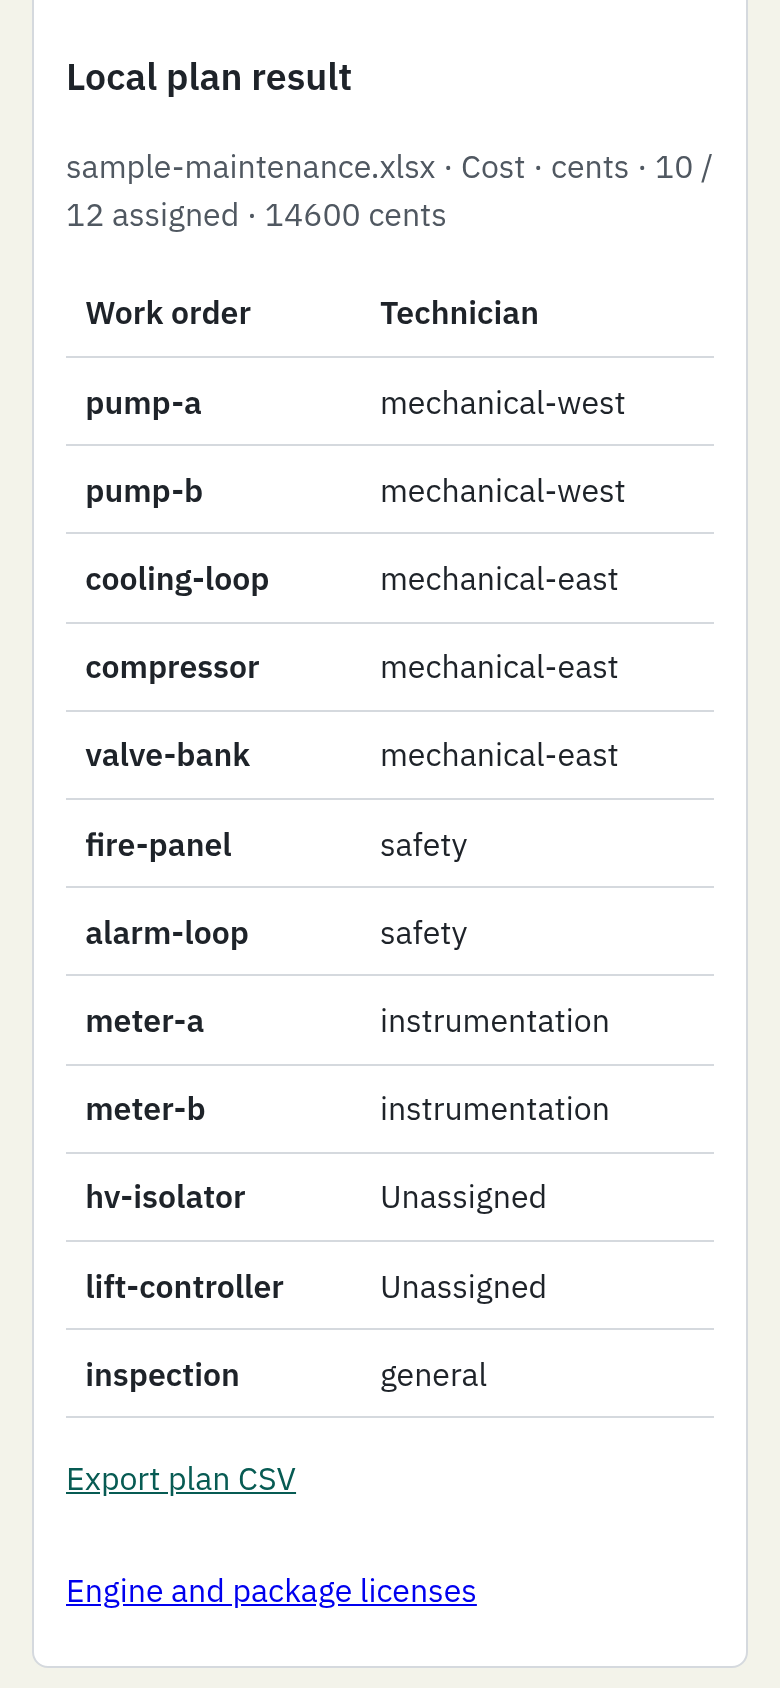 Local plan result
sample-maintenance.xlsx · Cost · cents · 10 /
12 assigned · 14600 cents
Work order Technician
pump-a mechanical-west
pump-b mechanical-west
cooling-loop mechanical-east
compressor mechanical-east
valve-bank mechanical-east
fire-panel safety
alarm-loop safety
meter-a instrumentation
meter-b instrumentation
hv-isolator Unassigned
lift-controller Unassigned
inspection general
Export plan CSV
Engine and package licenses